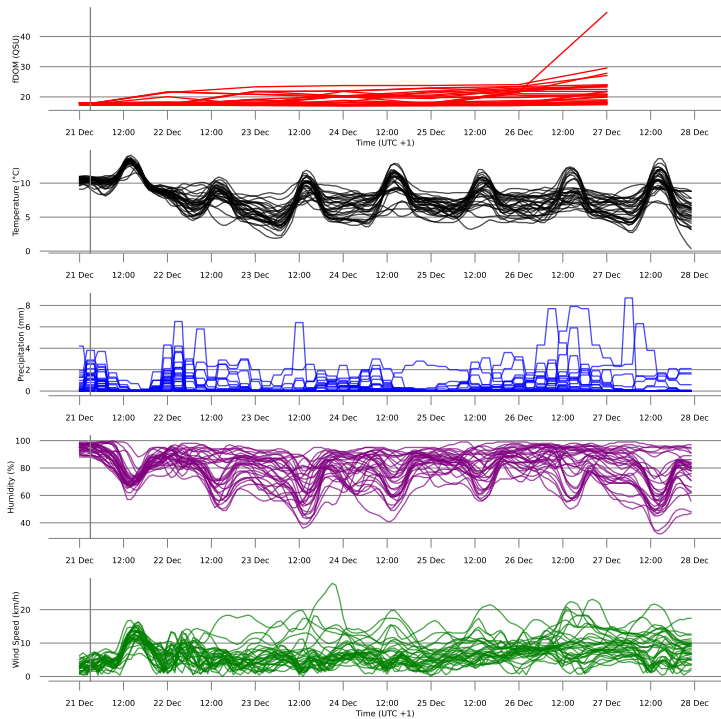 fDOM (QSU)
40
30
20
21 Dec 12:00 22 Dec 12:00 23 Dec 12:00 24 Dec 12:00 25 Dec 12:00 26 Dec 12:00 27 Dec 12:00 28 Dec
Time (UTC +1)
Temperature (°C)
10
5
0
21 Dec 12:00 22 Dec 12:00 23 Dec 12:00 24 Dec 12:00 25 Dec 12:00 26 Dec 12:00 27 Dec 12:00 28 Dec
Precipitation (mm)
8
6
4
2
0
21 Dec 12:00 22 Dec 12:00 23 Dec 12:00 24 Dec 12:00 25 Dec 12:00 26 Dec 12:00 27 Dec 12:00 28 Dec
Humidity (%)
100
80
60
40
21 Dec 12:00 22 Dec 12:00 23 Dec 12:00 24 Dec 12:00 25 Dec 12:00 26 Dec 12:00 27 Dec 12:00 28 Dec
Wind Speed (km/h)
20
10
0
21 Dec 12:00 22 Dec 12:00 23 Dec 12:00 24 Dec 12:00 25 Dec 12:00 26 Dec 12:00 27 Dec 12:00 28 Dec
Time (UTC +1)